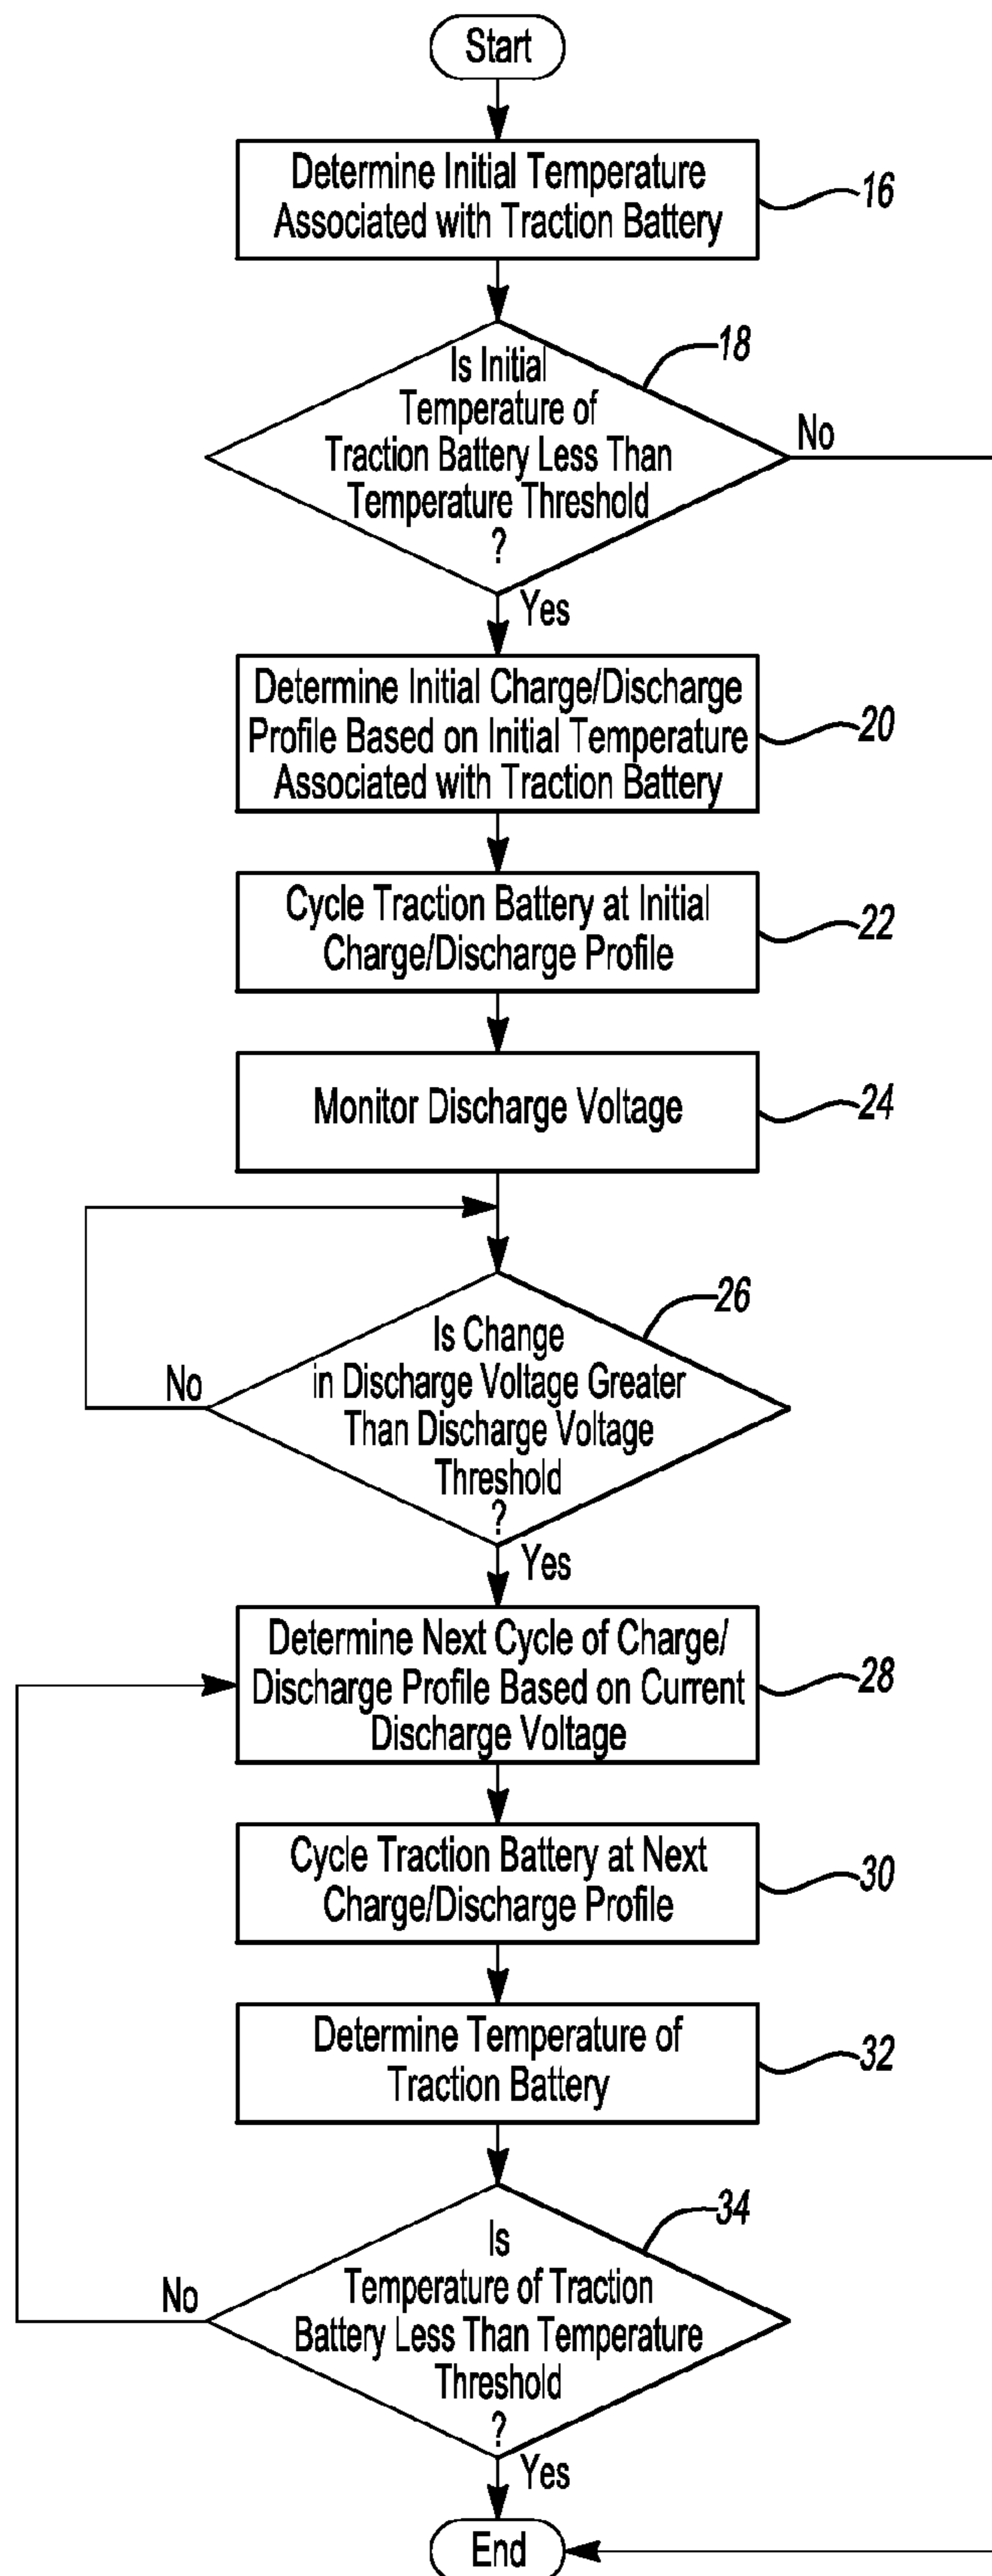 Start
Determine Initial Temperature
Associated with Traction Battery
16
Is Initial
Temperature of
Traction Battery Less Than
Temperature Threshold
?
18
No
Yes
Determine Initial Charge/Discharge
Profile Based on Initial Temperature
Associated with Traction Battery
20
Cycle Traction Battery at Initial
Charge/Discharge Profile
22
Monitor Discharge Voltage
24
Is Change
in Discharge Voltage Greater
Than Discharge Voltage
Threshold
?
26
No
Yes
Determine Next Cycle of Charge/
Discharge Profile Based on Current
Discharge Voltage
28
Cycle Traction Battery at Next
Charge/Discharge Profile
30
Determine Temperature of
Traction Battery
32
Is
Temperature of Traction
Battery Less Than Temperature
Threshold
?
34
No
Yes
End